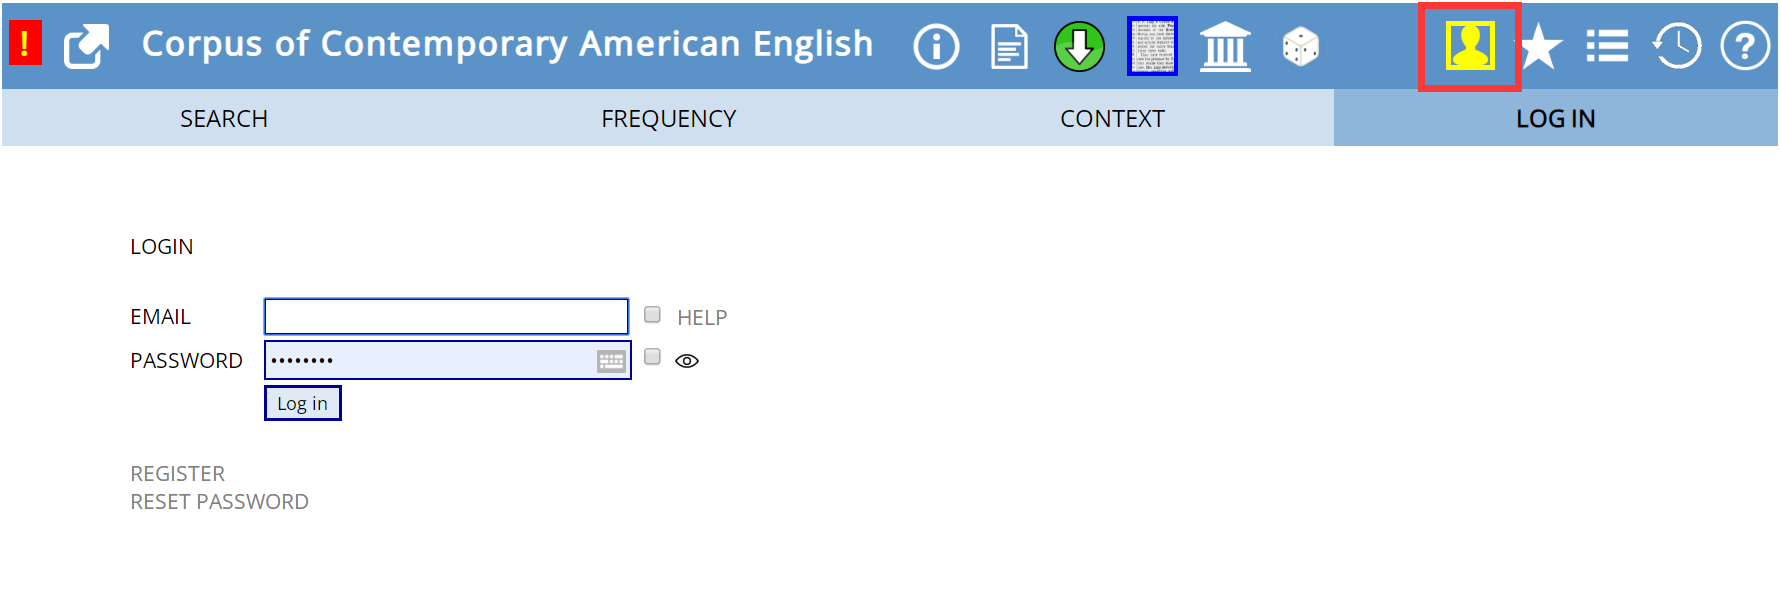 ! Corpus of Contemporary American English
SEARCH FREQUENCY CONTEXT LOG IN
LOGIN
EMAIL HELP
PASSWORD ••••••••
Log in
REGISTER
RESET PASSWORD